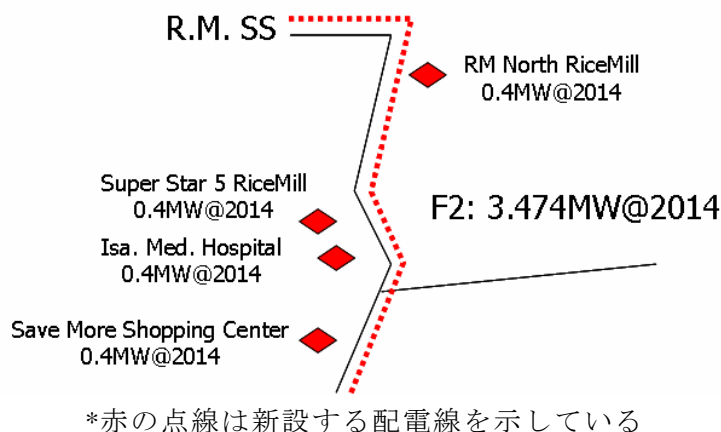 R.M. SS
RM North RiceMill
0.4MW@2014
Super Star 5 RiceMill
0.4MW@2014
F2: 3.474MW@2014
Isa. Med. Hospital
0.4MW@2014
Save More Shopping Center
0.4MW@2014
*赤の点線は新設する配電線を示している